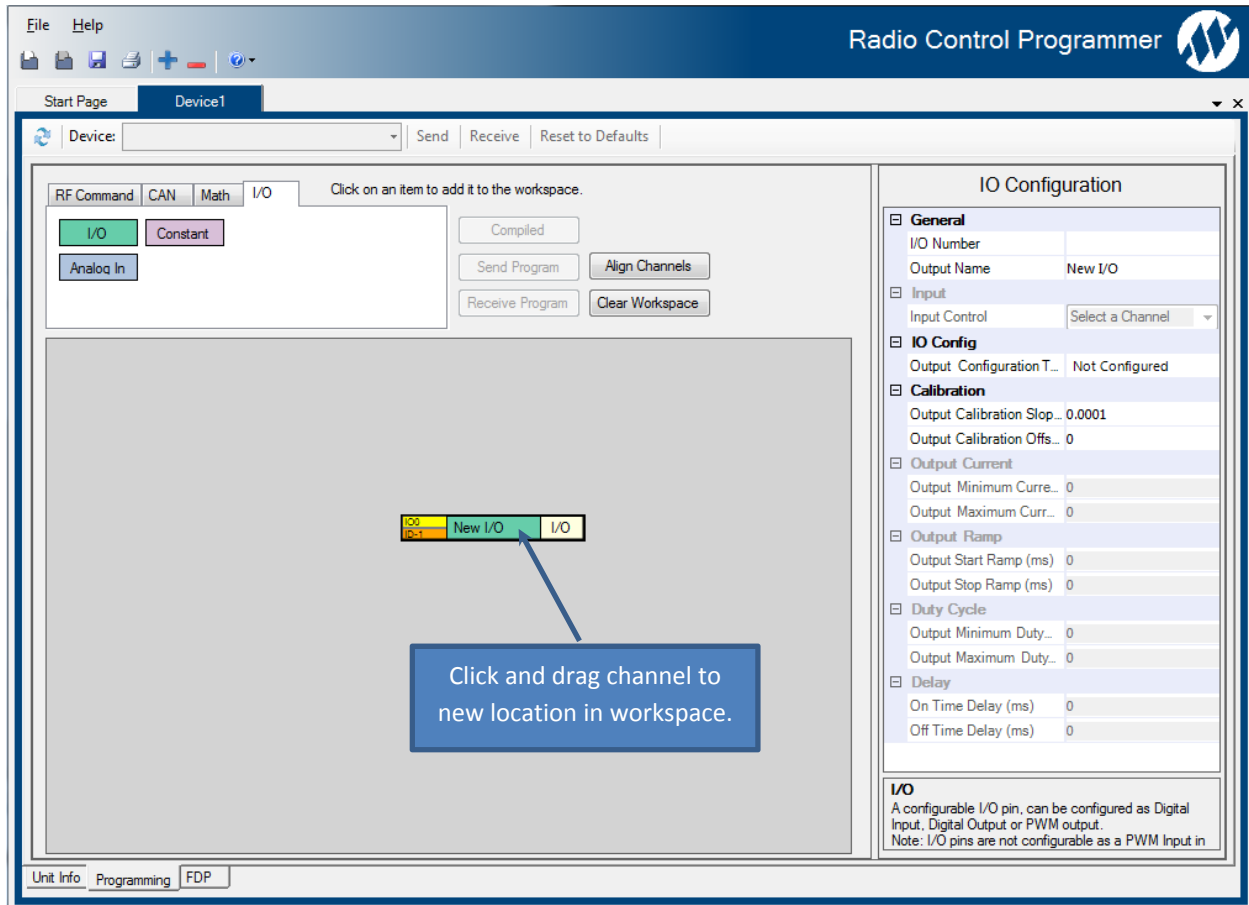 File Help
Radio Control Programmer
Start Page Device1
Device: Send Receive Reset to Defaults
RF Command CAN Math I/O
Click on an item to add it to the workspace.
I/O Constant
Analog In
Compiled
Send Program Align Channels
Receive Program Clear Workspace
IO9
ID-1
New I/O I/O
Click and drag channel to
new location in workspace.
IO Configuration
General
I/O Number
Output Name New I/O
Input
Input Control Select a Channel
IO Config
Output Configuration T... Not Configured
Calibration
Output Calibration Slop... 0.0001
Output Calibration Offs... 0
Output Current
Output Minimum Curre... 0
Output Maximum Curr... 0
Output Ramp
Output Start Ramp (ms) 0
Output Stop Ramp (ms) 0
Duty Cycle
Output Minimum Duty... 0
Output Maximum Duty... 0
Delay
On Time Delay (ms) 0
Off Time Delay (ms) 0
I/O
A configurable I/O pin, can be configured as Digital
Input, Digital Output or PWM output.
Note: I/O pins are not configurable as a PWM Input in
Unit Info Programming FDP